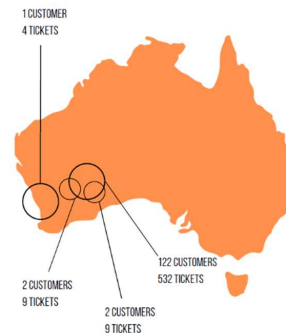 1 CUSTOMER
4 TICKETS
122 CUSTOMERS
532 TICKETS
2 CUSTOMERS
9 TICKETS
2 CUSTOMERS
9 TICKETS